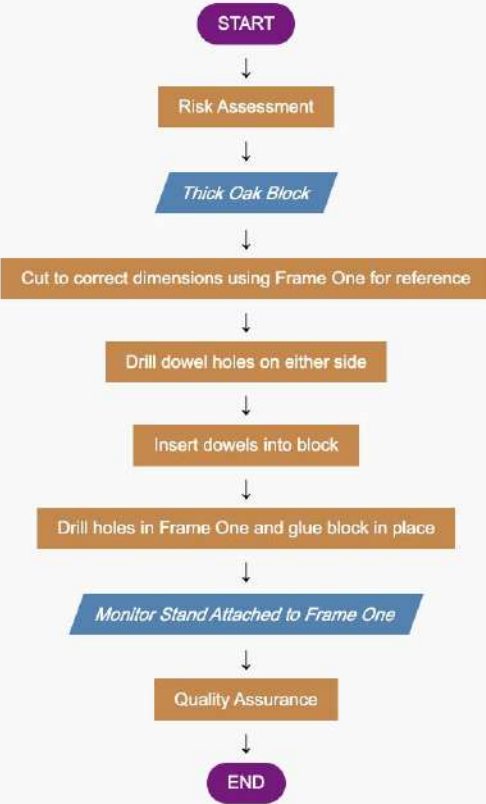 START
Risk Assessment
Thick Oak Block
Cut to correct dimensions using Frame One for reference
Drill dowel holes on either side
Insert dowels into block
Drill holes in Frame One and glue block in place
Monitor Stand Attached to Frame One
Quality Assurance
END